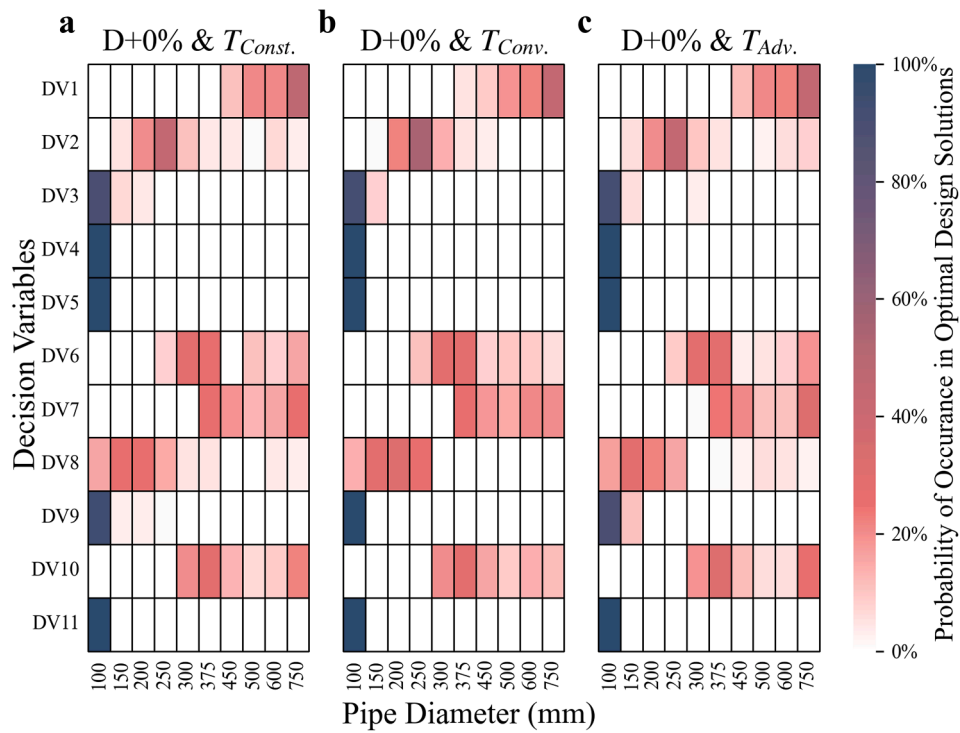 a b c
D+0% & T_Const. D+0% & T_Conv. D+0% & T_Adv.
DV1
DV2
DV3
DV4
DV5
DV6
DV7
DV8
DV9
DV10
DV11
Decision Variables
100 150 200 250 300 375 450 500 600 750
100 150 200 250 300 375 450 500 600 750
100 150 200 250 300 375 450 500 600 750
Pipe Diameter (mm)
100%
80%
60%
40%
20%
0%
Probability of Occurance in Optimal Design Solutions